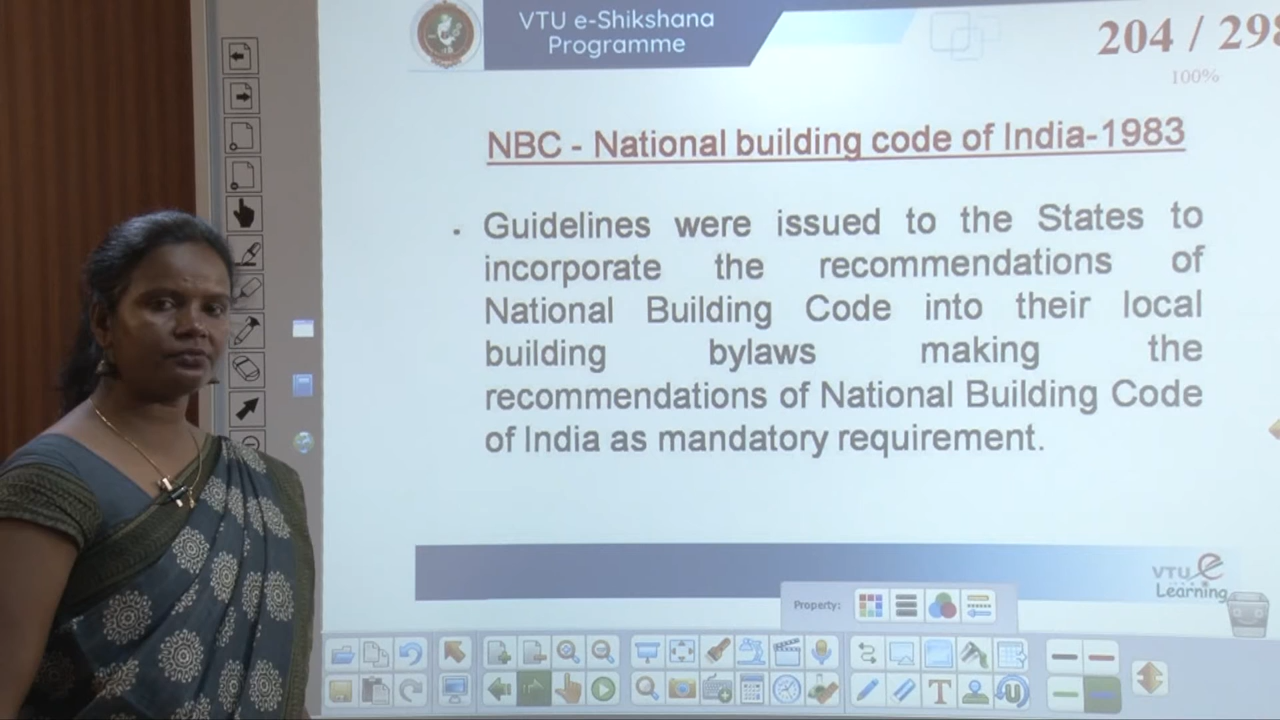 VTU e-Shikshana
Programme
204 / 298
100%
NBC - National building code of India-1983
. Guidelines were issued to the States to
incorporate the recommendations of
National Building Code into their local
building bylaws making the
recommendations of National Building Code
of India as mandatory requirement.
VTU e
Learning
Property:
T